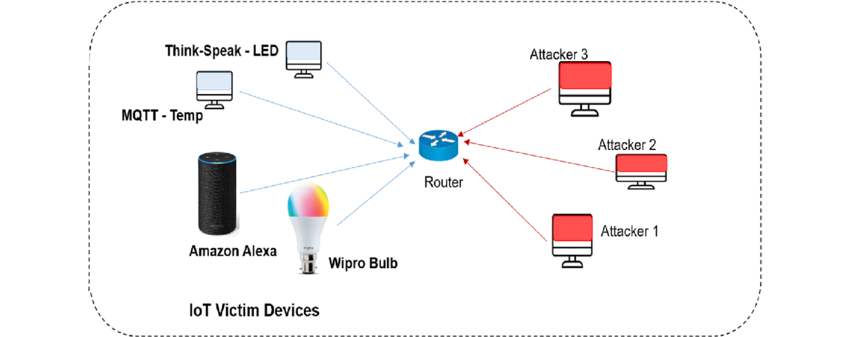 Think-Speak - LED
Attacker 3
MQTT - Temp
Attacker 2
Router
Attacker 1
Amazon Alexa
Wipro Bulb
IoT Victim Devices